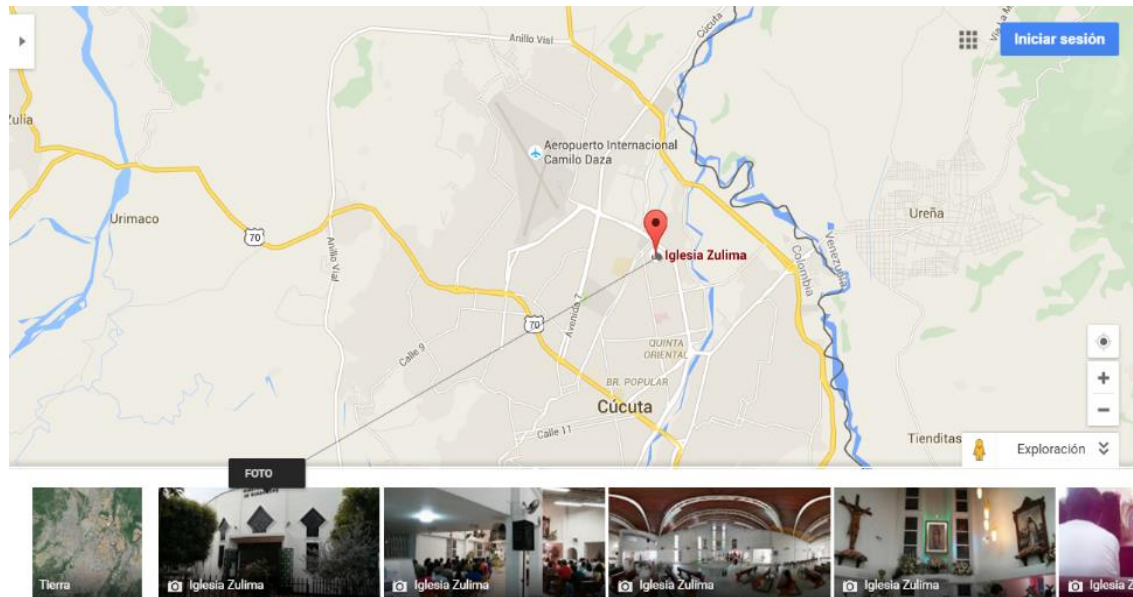 Anillo Vial
Cúcuta
Iniciar sesión
Zulia
Aeropuerto Internacional
Camilo Daza
Urimaco
70
Ureña
Anillo Vial
Iglesia Zulima
Venezuela
Colombia
70
Avenida 7
Calle 9
QUINTA
ORIENTAL
BR. POPULAR
Cúcuta
Calle 11
Tienditas
Exploración
FOTO
Tierra
Iglesia Zulima
Iglesia Zulima
Iglesia Zulima
Iglesia Zulima
Iglesia Z